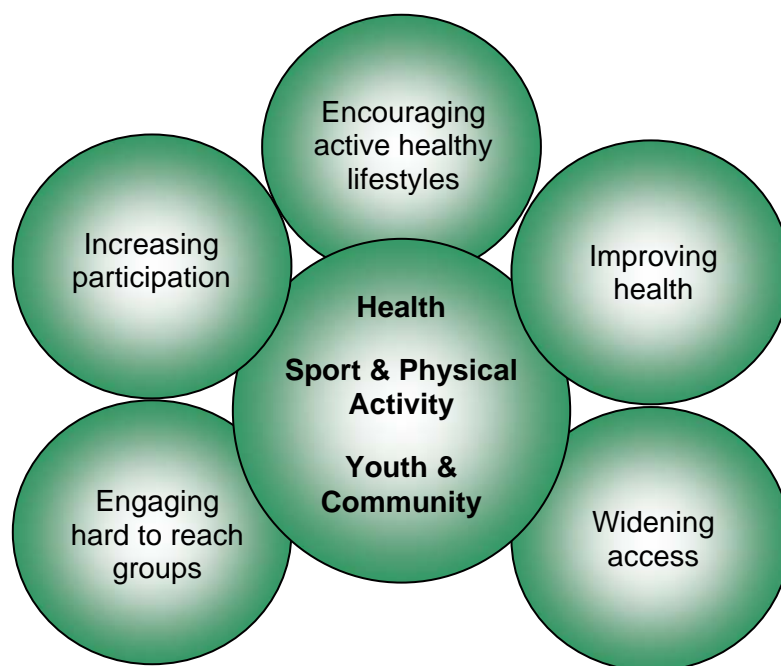 Encouraging
active healthy
lifestyles
Increasing
participation
Improving
health
Health
Sport & Physical
Activity
Youth &
Community
Engaging
hard to reach
groups
Widening
access